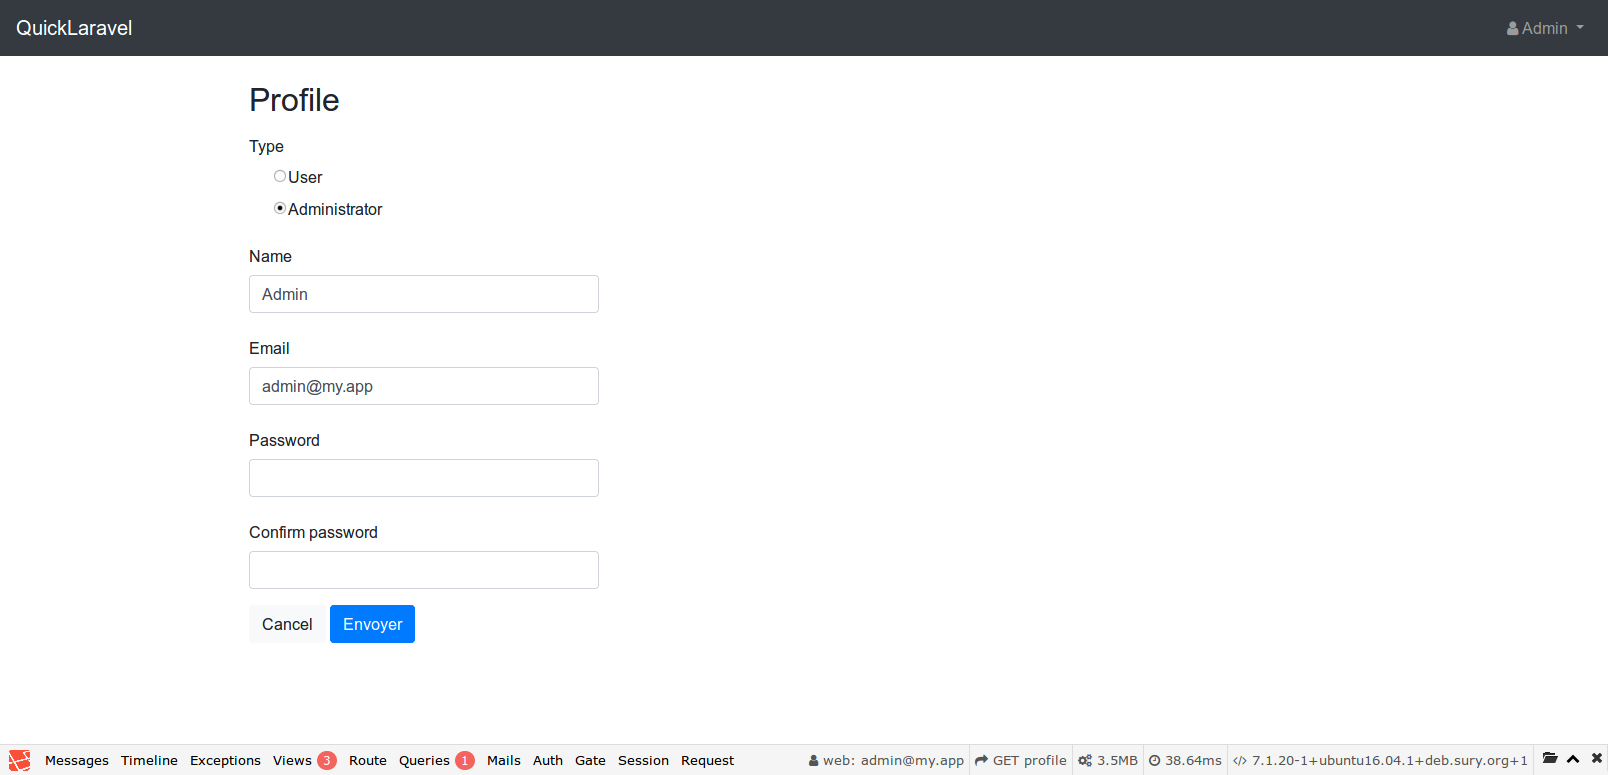 QuickLaravel
Admin
Profile
Type
User
Administrator
Name
Admin
Email
admin@my.app
Password
Confirm password
Cancel Envoyer
Messages Timeline Exceptions Views 3 Route Queries 1 Mails Auth Gate Session Request web: admin@my.app GET profile 3.5MB 38.64ms 7.1.20-1+ubuntu16.04.1+deb.sury.org+1